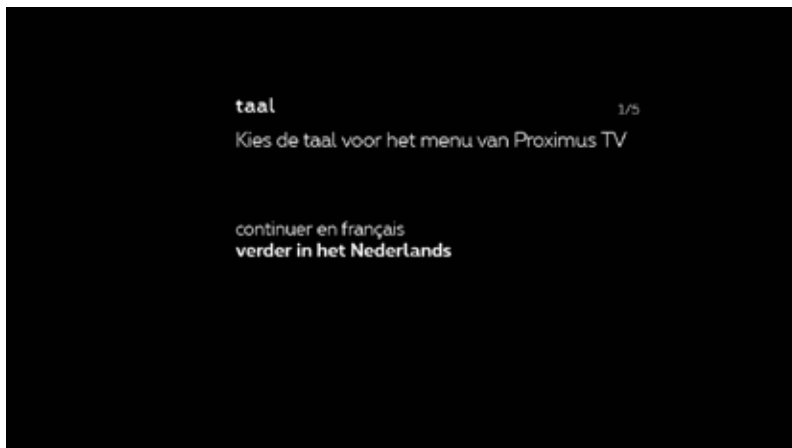 taal 1/5
Kies de taal voor het menu van Proximus TV
continuer en français
verder in het Nederlands